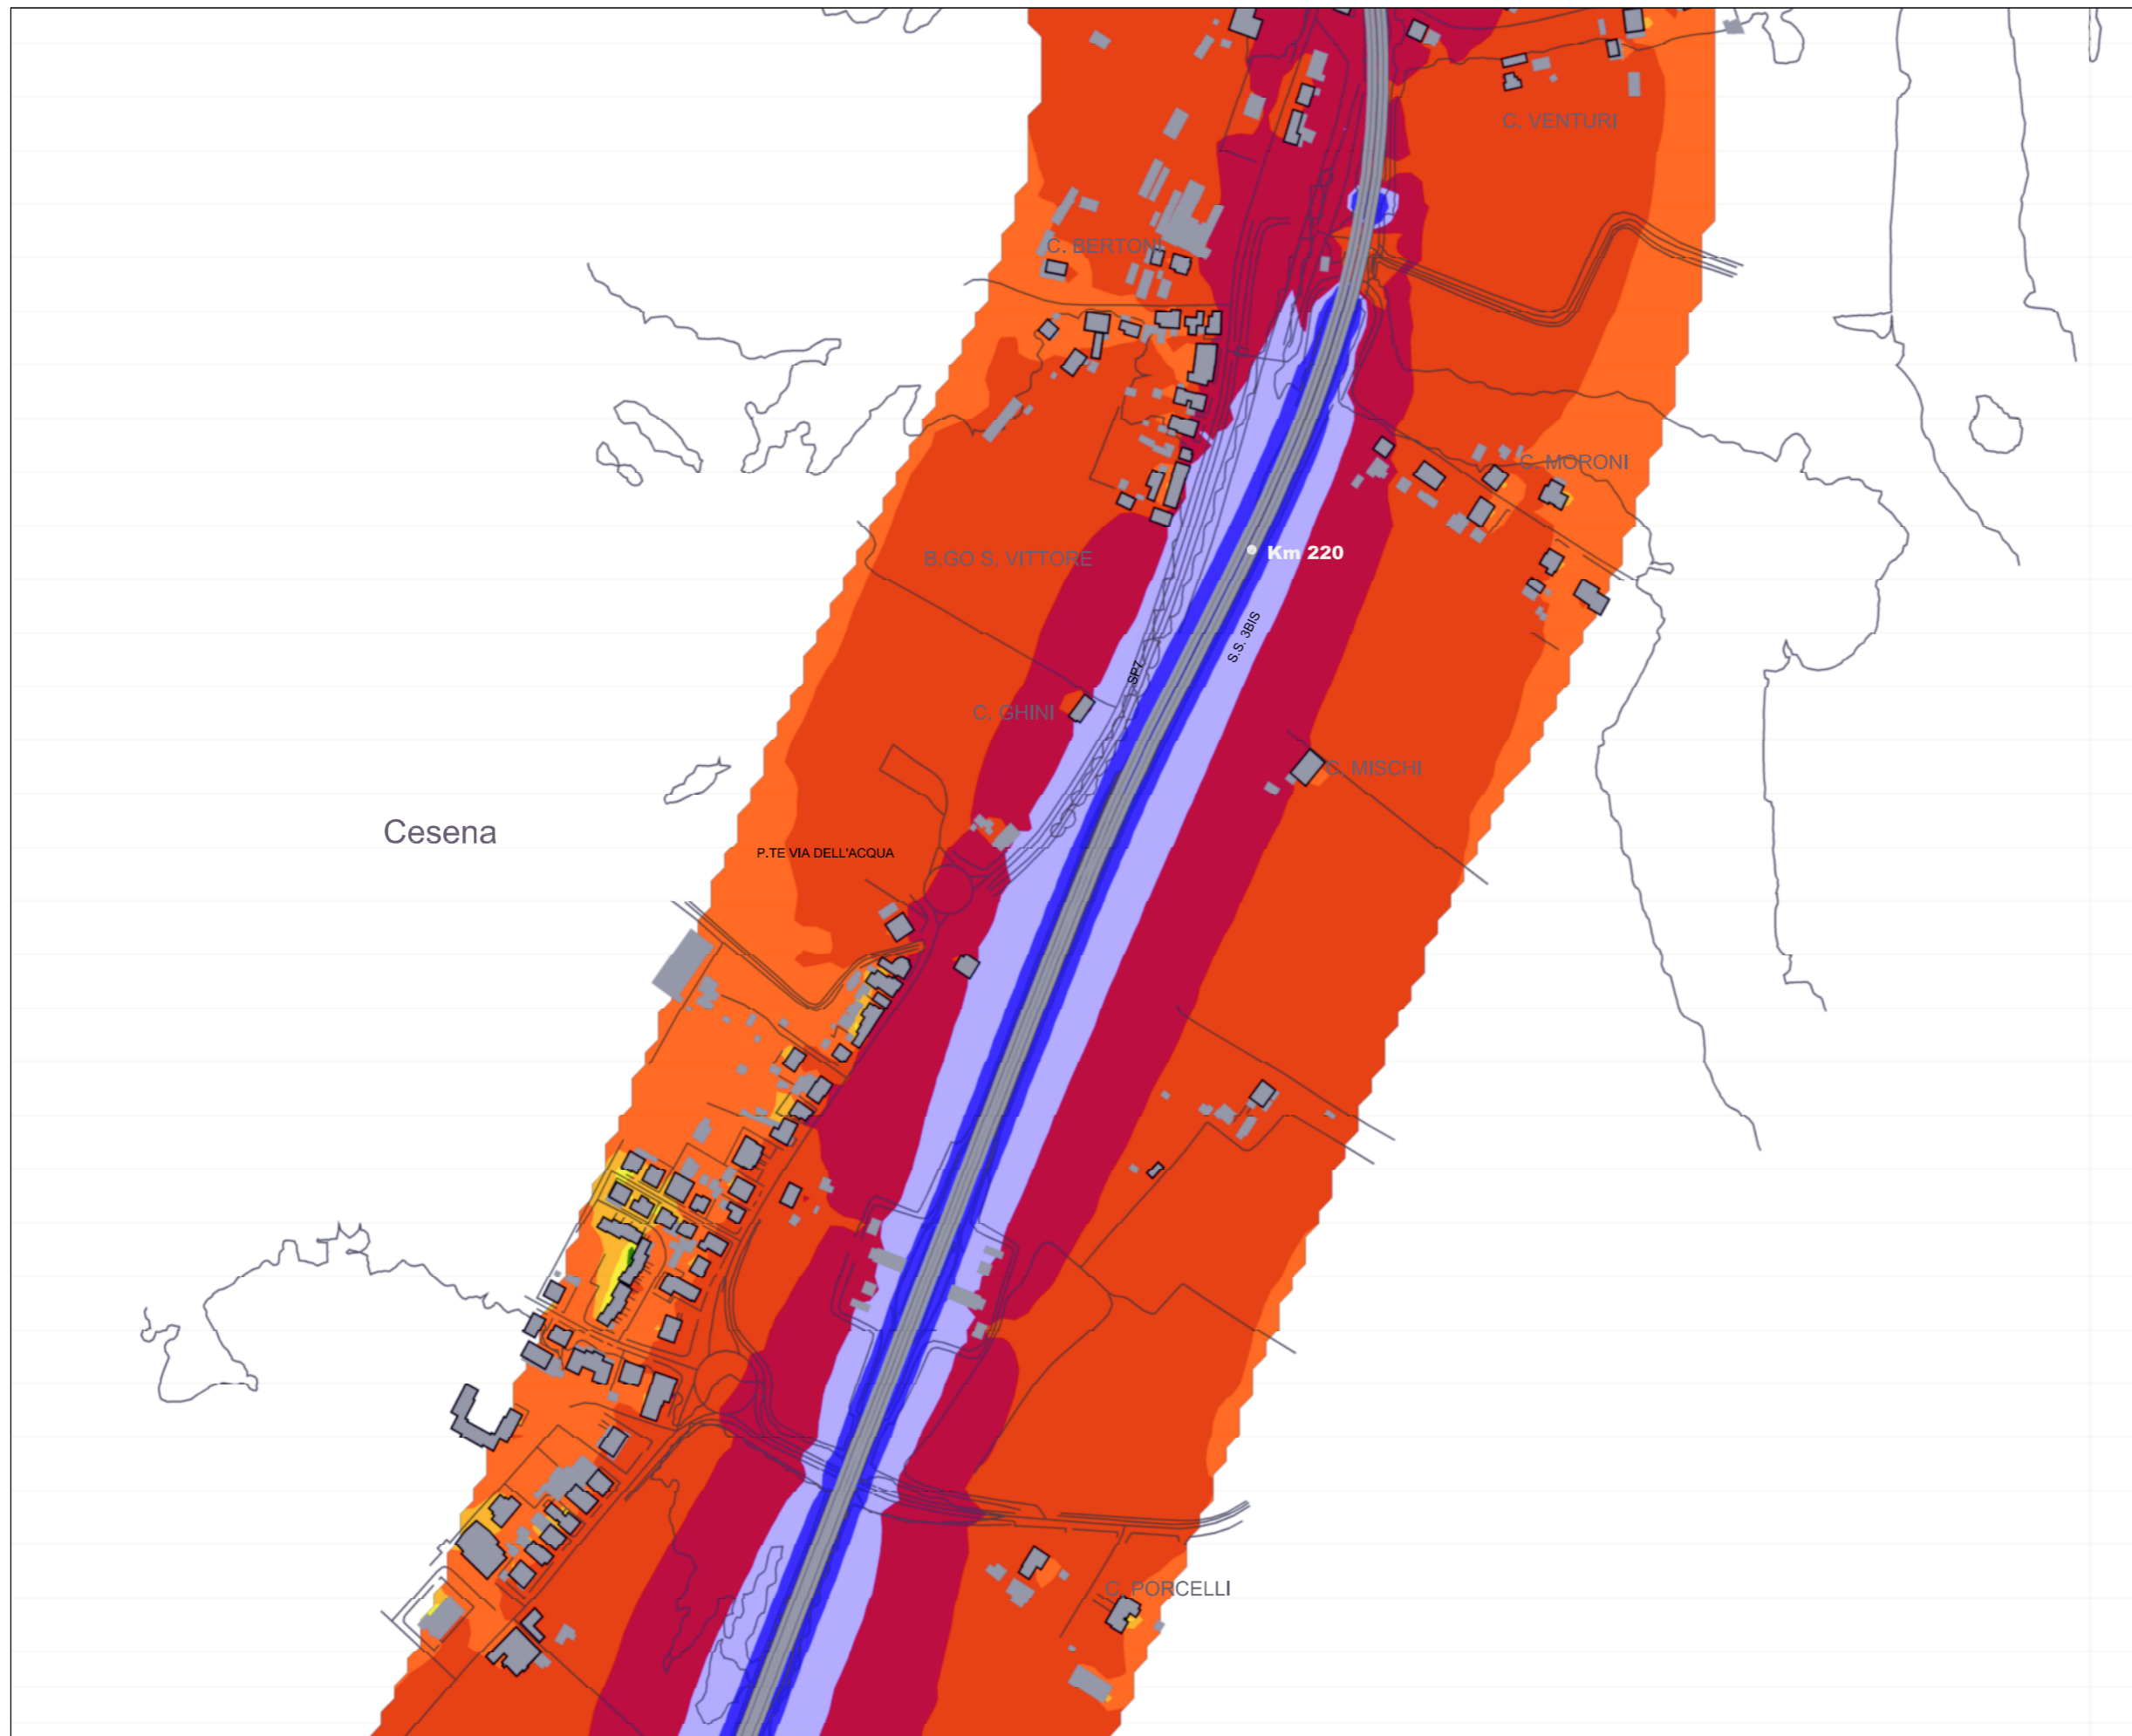 C. VENTURI
C. BERTONI
C. MORONI
Km 220
B.GO S. VITTORE
S.S. 3BIS
SP7
C. GHINI
C. MISCHI
Cesena
P.TE VIA DELL'ACQUA
C. PORCELLI